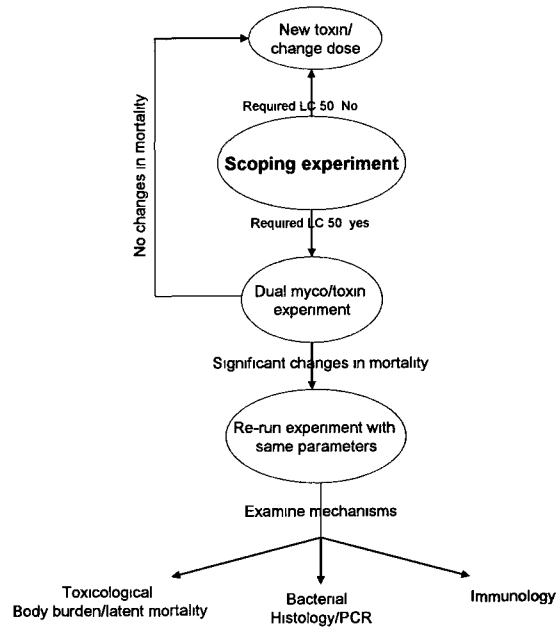 New toxin/
change dose
Required LC 50 No
No changes in mortality
Scoping experiment
Required LC 50 yes
Dual myco/toxin
experiment
Significant changes in mortality
Re-run experiment with
same parameters
Examine mechanisms
Toxicological
Body burden/latent mortality
Bacterial
Histology/PCR
Immunology